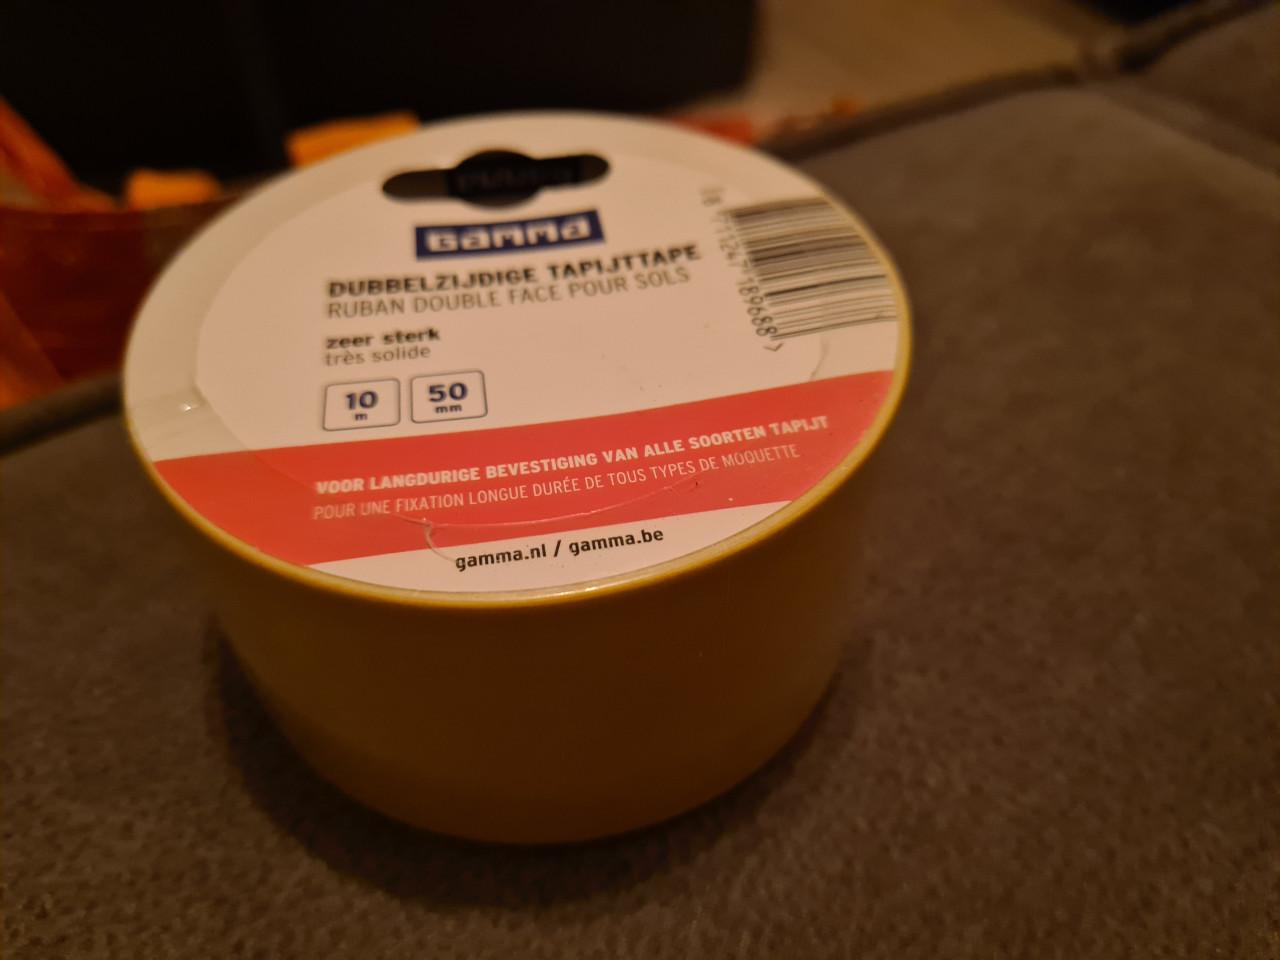 GAMMA
DUBBELZIJDIGE TAPIJTTAPE
RUBAN DOUBLE FACE POUR SOLS
zeer sterk
très solide
10 m
50 mm
VOOR LANGDURIGE BEVESTIGING VAN ALLE SOORTEN TAPIJT
POUR UNE FIXATION LONGUE DURÉE DE TOUS TYPES DE MOQUETTE
gamma.nl / gamma.be